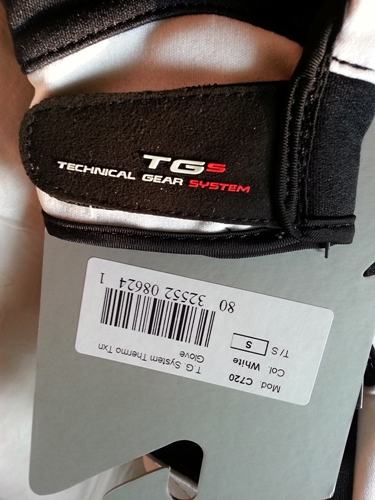 TGS
TECHNICAL GEAR SYSTEM
Mod. C720
Col. White
T/S S
T.G. System Thermo Txn
Glove
80 32552 08624 1